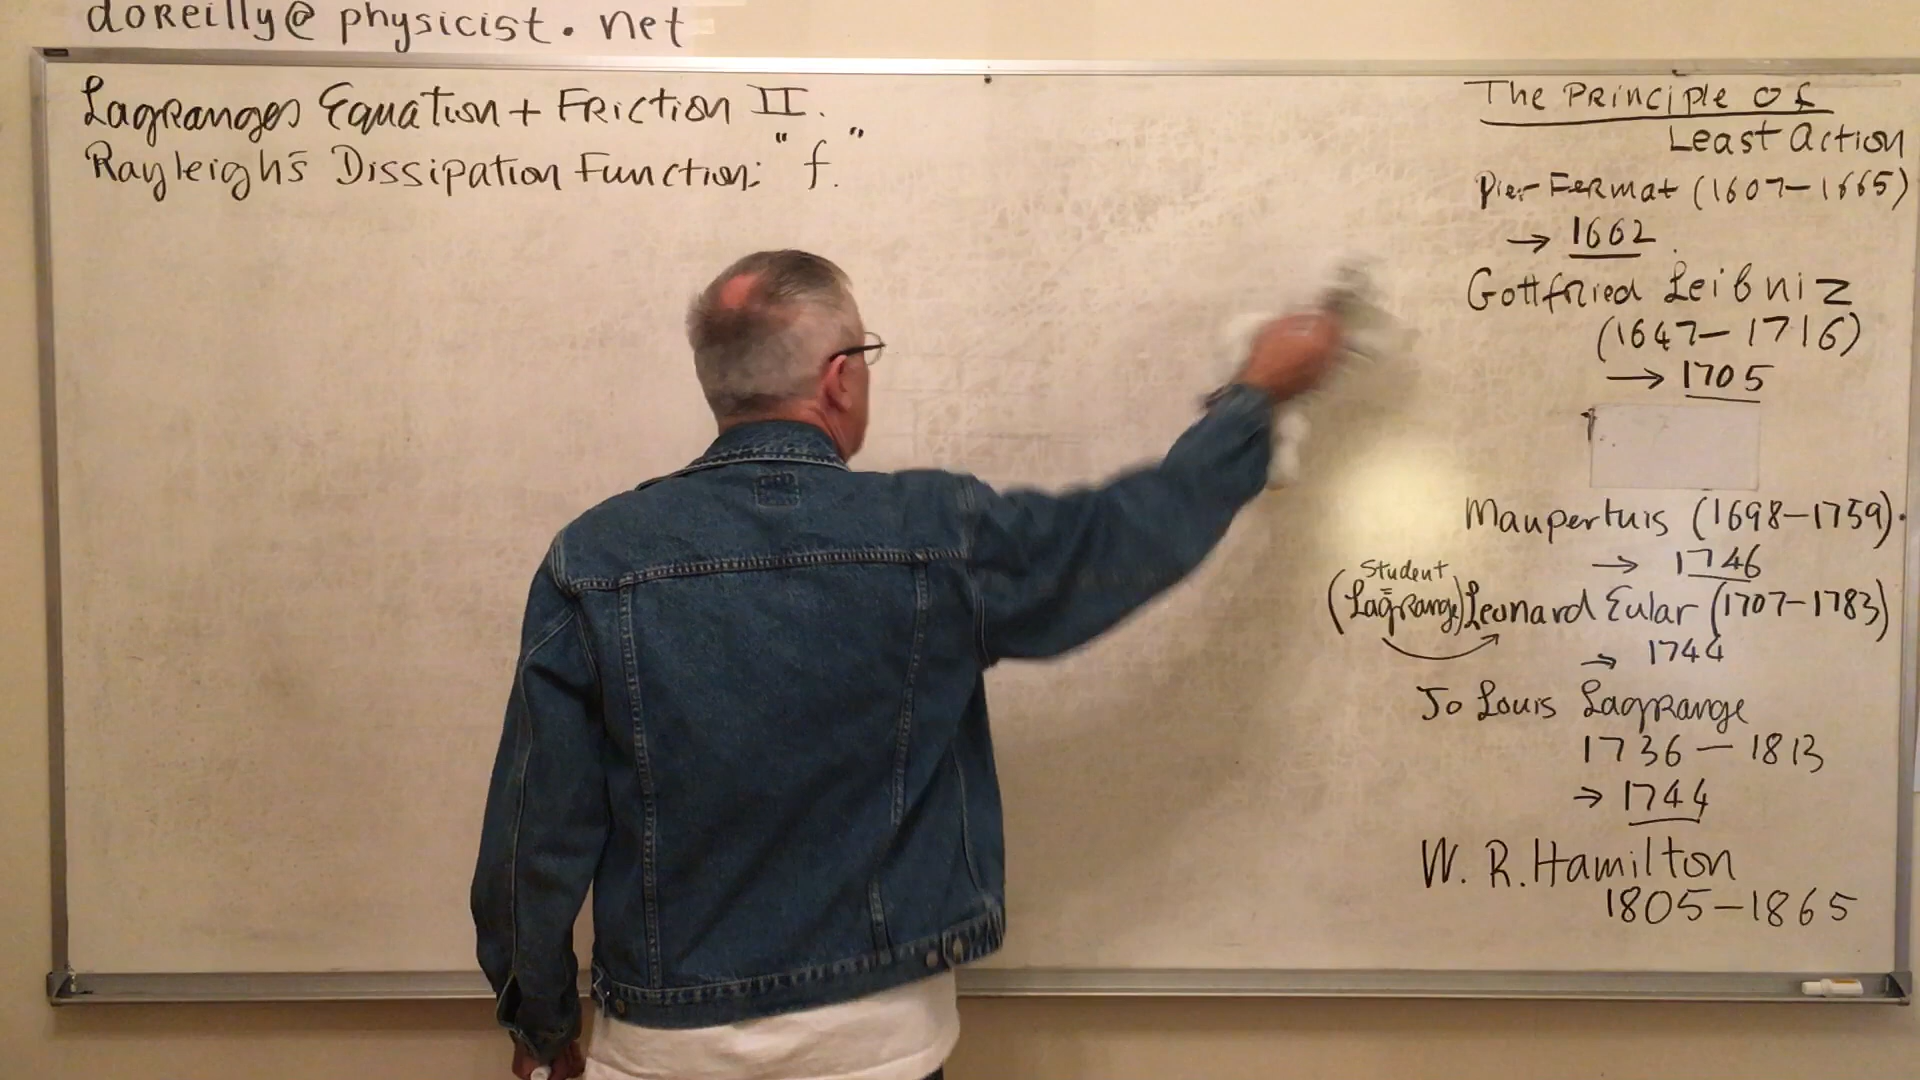 doreilly@physicist.net
Lagranges Equation + Friction II.
Rayleigh's Dissipation Function: "f."
The Principle of
Least Action
Pier Fermat (1607-1665)
→ 1662
Gottfried Leibniz
(1647-1716)
→ 1705
Maupertuis (1698-1759).
→ 1746
Student
(Lagrange) Leonard Eular (1707-1783)
→ 1744
Jo Louis Lagrange
1736-1813
→ 1744
W. R. Hamilton
1805-1865